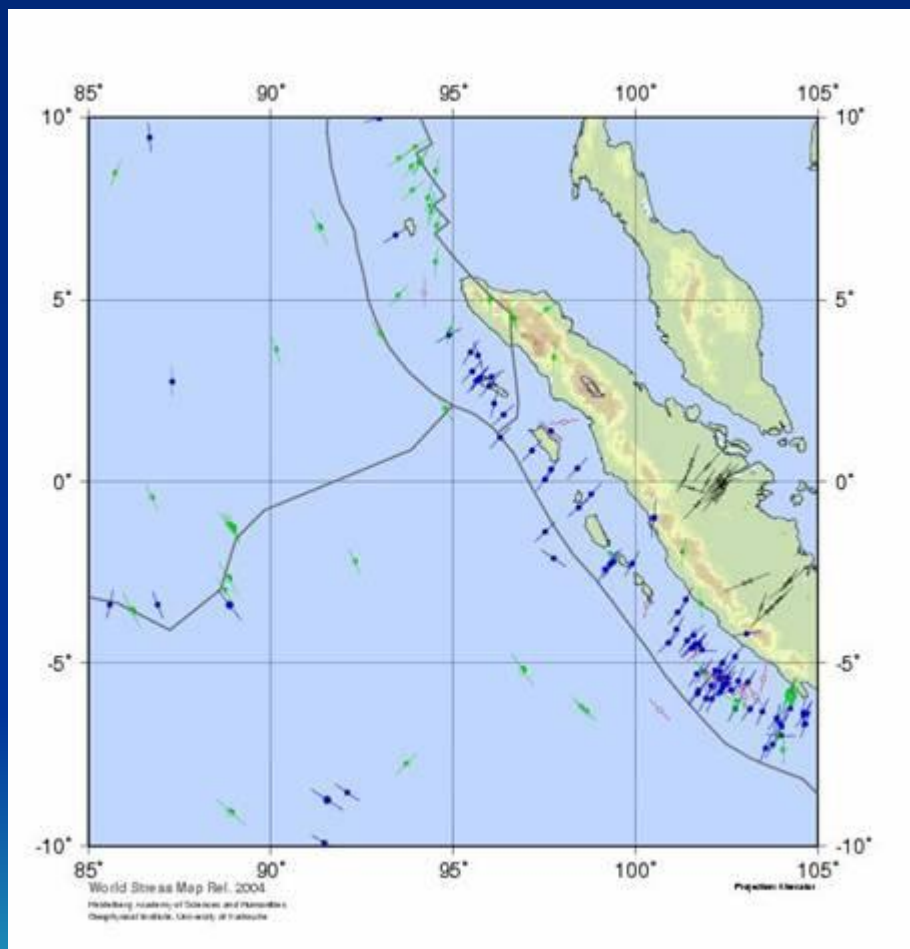 85° 90° 95° 100° 105°
10° 10°
5° 5°
0° 0°
-5° -5°
-10° -10°
85° 90° 95° 100° 105°
World Stress Map Rel. 2004
Projection: Mercator
Heidelberg Academy of Sciences and Humanities
Geophysical Institute, University of Karlsruhe